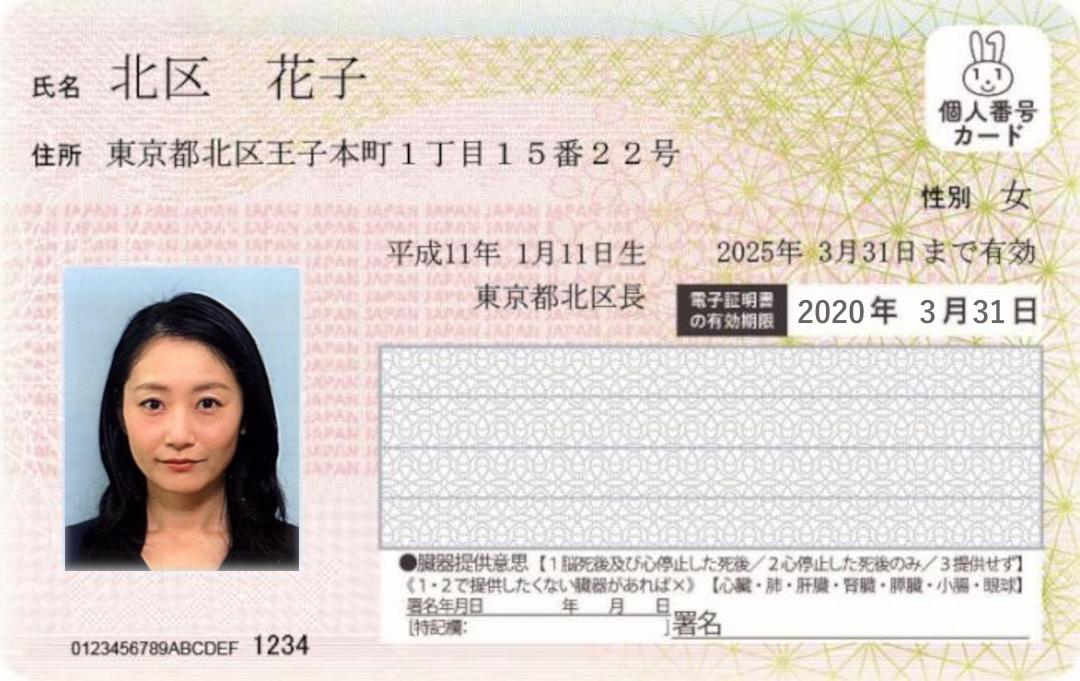 氏名 北区 花子
個人番号
カード
住所 東京都北区王子本町1丁目15番22号
性別 女
平成11年 1月11日生 2025年 3月31日まで有効
東京都北区長
電子証明書
の有効期限 2020年 3月31日
JAPAN JAPAN JAPAN JAPAN JAPAN JAPAN
●臓器提供意思【1脳死後及び心停止した死後/2心停止した死後のみ/3提供せず】
《1・2で提供したくない臓器があれば×》【心臓・肺・肝臓・腎臓・膵臓・小腸・眼球】
署名年月日 年 月 日
[特記欄: ]署名
0123456789ABCDEF 1234